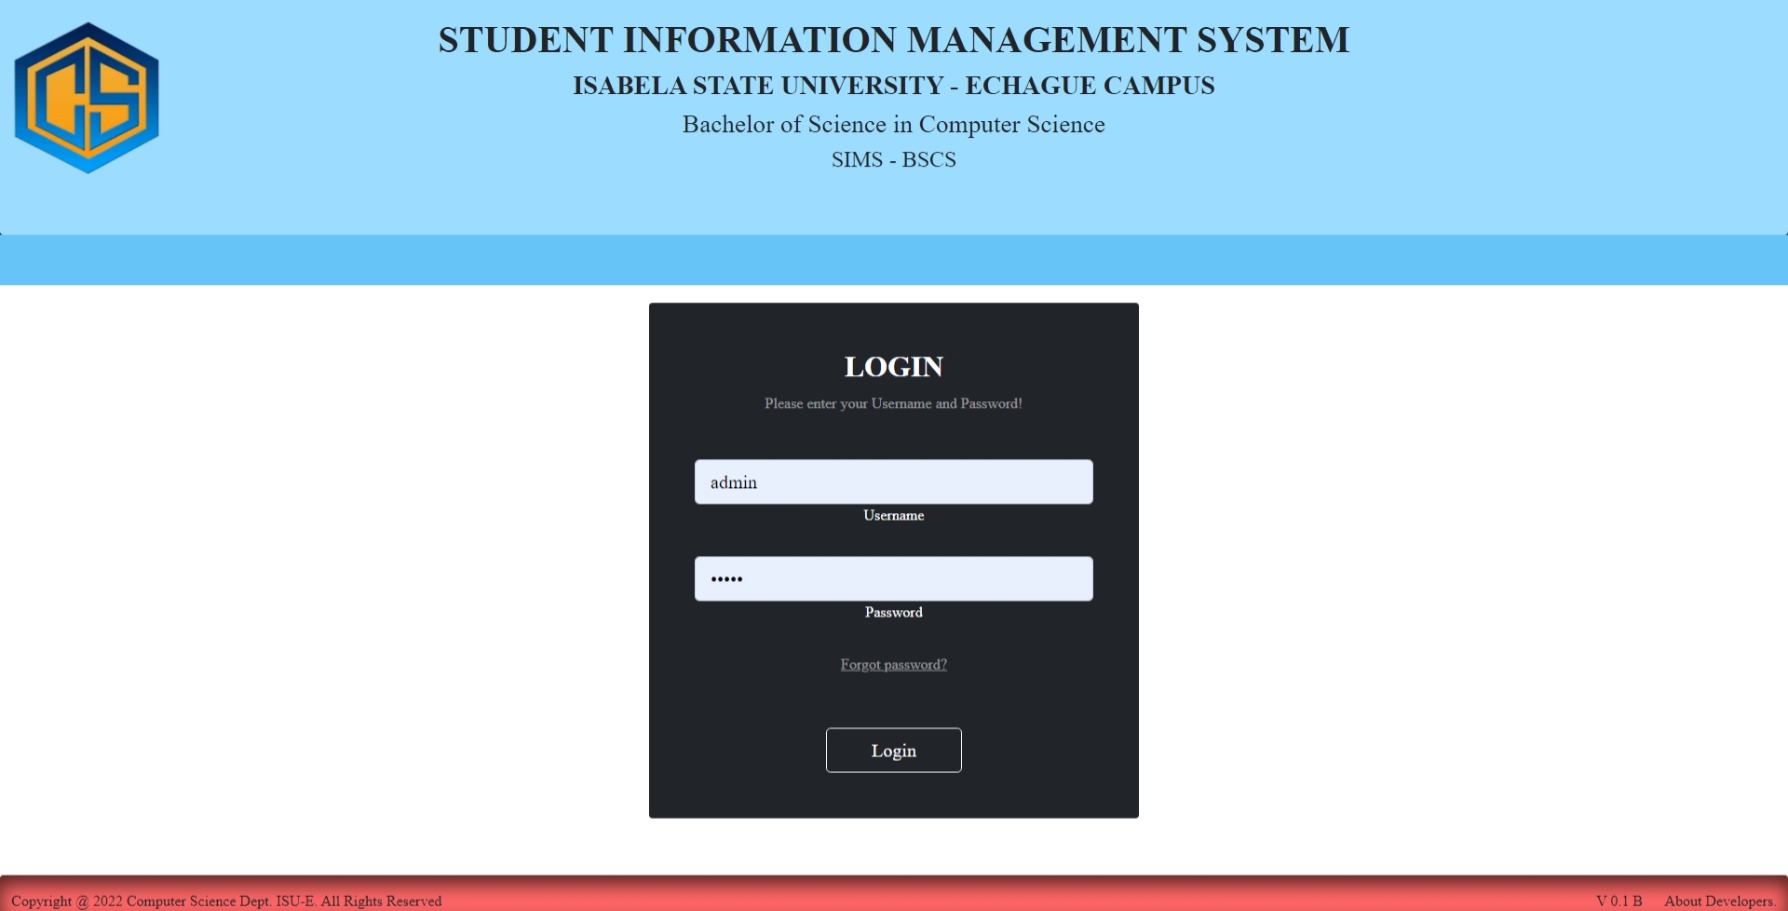 CS
STUDENT INFORMATION MANAGEMENT SYSTEM
ISABELA STATE UNIVERSITY - ECHAGUE CAMPUS
Bachelor of Science in Computer Science
SIMS - BSCS
LOGIN
Please enter your Username and Password!
admin
Username
•••••
Password
Forgot password?
Login
Copyright @ 2022 Computer Science Dept. ISU-E. All Rights Reserved
V 0.1 B About Developers.